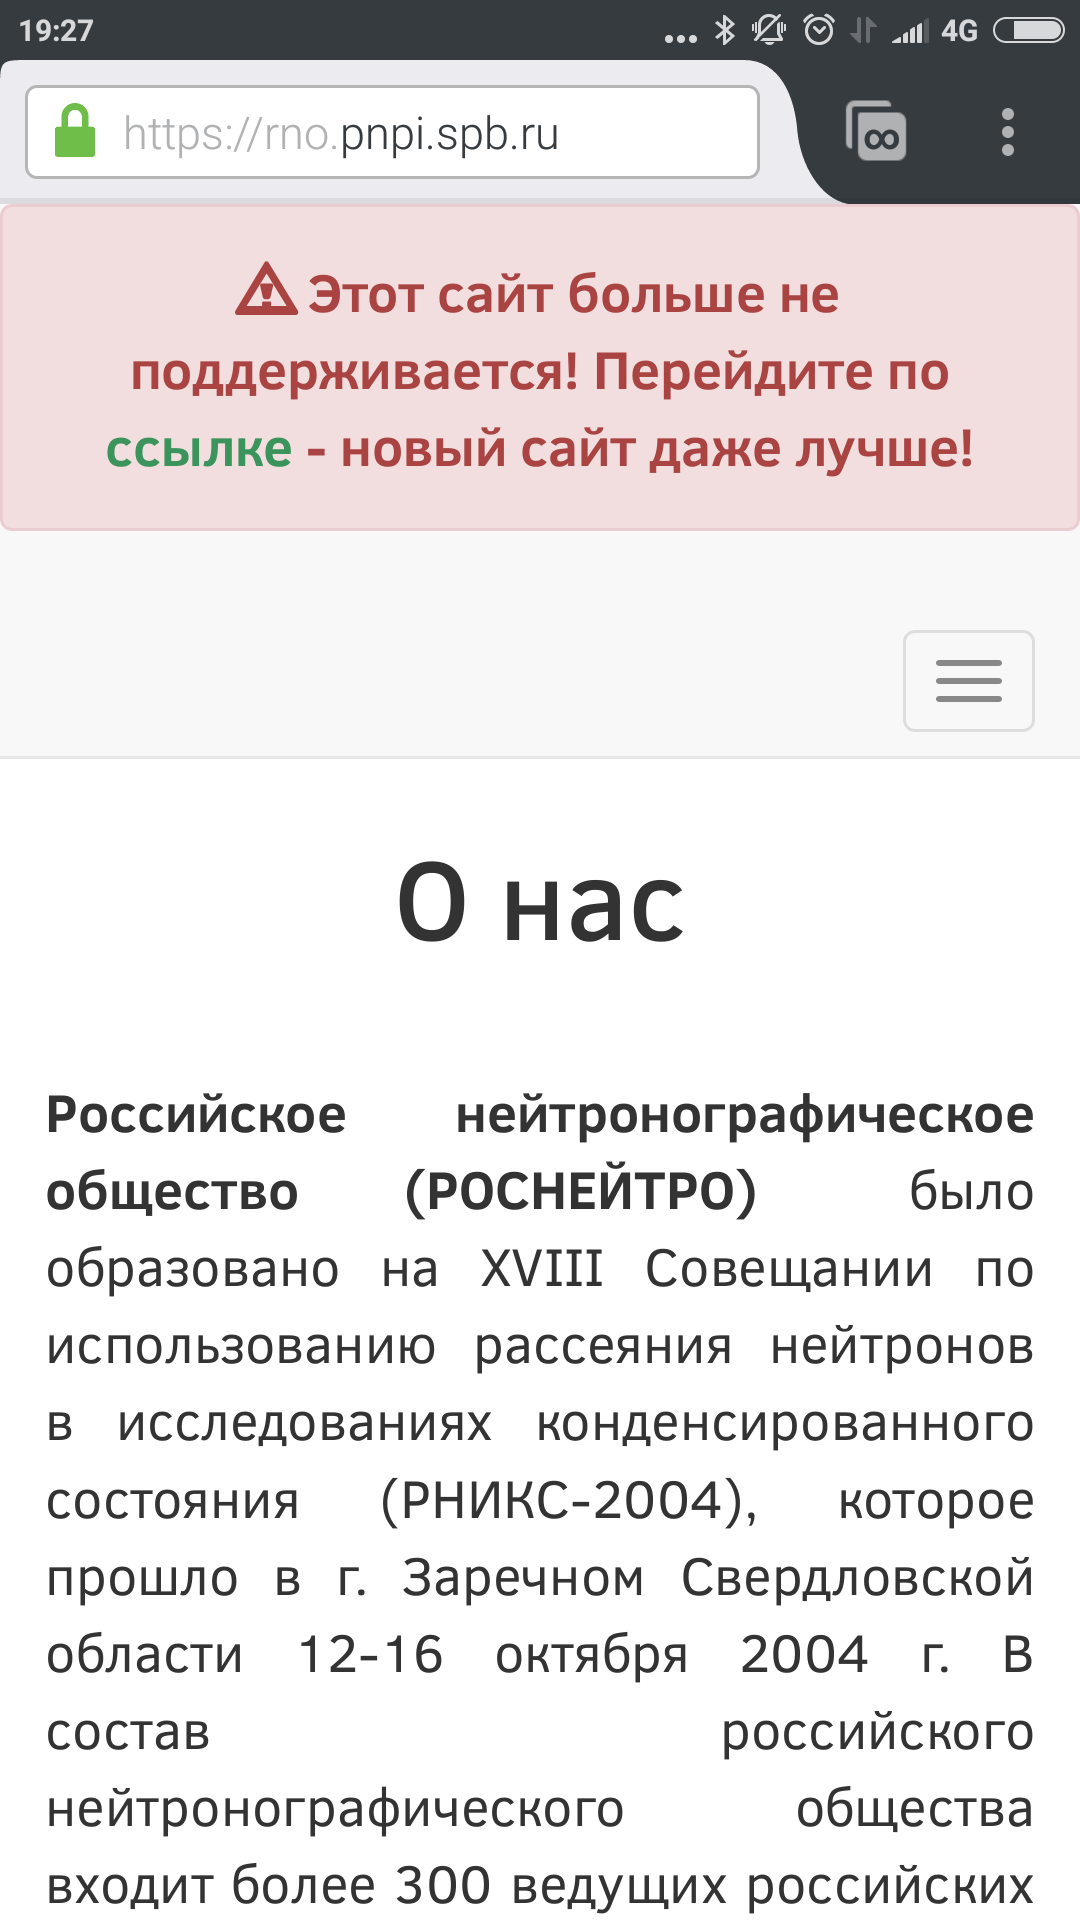 19:27
4G
https://rno.pnpi.spb.ru
Этот сайт больше не
поддерживается! Перейдите по
ссылке - новый сайт даже лучше!
О нас
Российское нейтронографическое
общество (РОСНЕЙТРО) было
образовано на XVIII Совещании по
использованию рассеяния нейтронов
в исследованиях конденсированного
состояния (РНИКС-2004), которое
прошло в г. Заречном Свердловской
области 12-16 октября 2004 г. В
состав российского
нейтронографического общества
входит более 300 ведущих российских